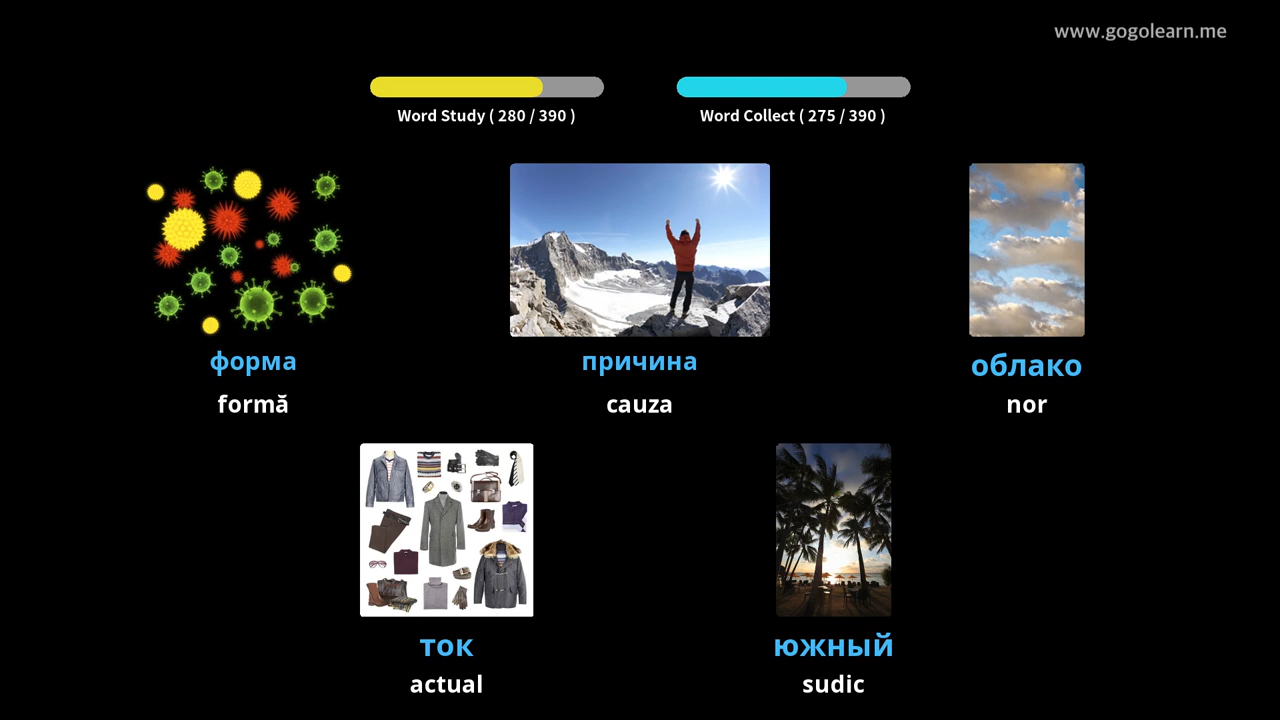 www.gogolearn.me
Word Study ( 280 / 390 )
Word Collect ( 275 / 390 )
форма
причина
облако
formă
cauza
nor
ток
южный
actual
sudic